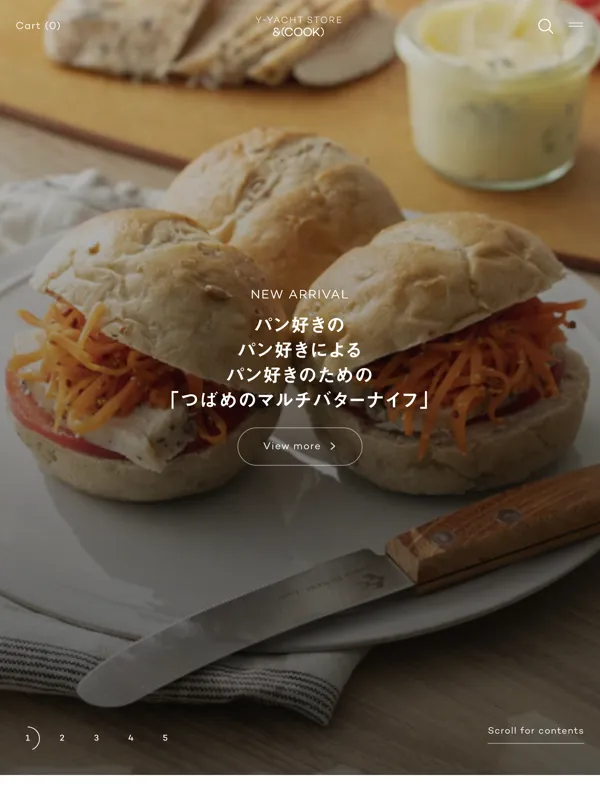 Cart (0)
Y-YACHT STORE
&(COOK)
NEW ARRIVAL
パン好きの
パン好きによる
パン好きのための
「つばめのマルチバターナイフ」
View more
1 2 3 4 5
Scroll for contents